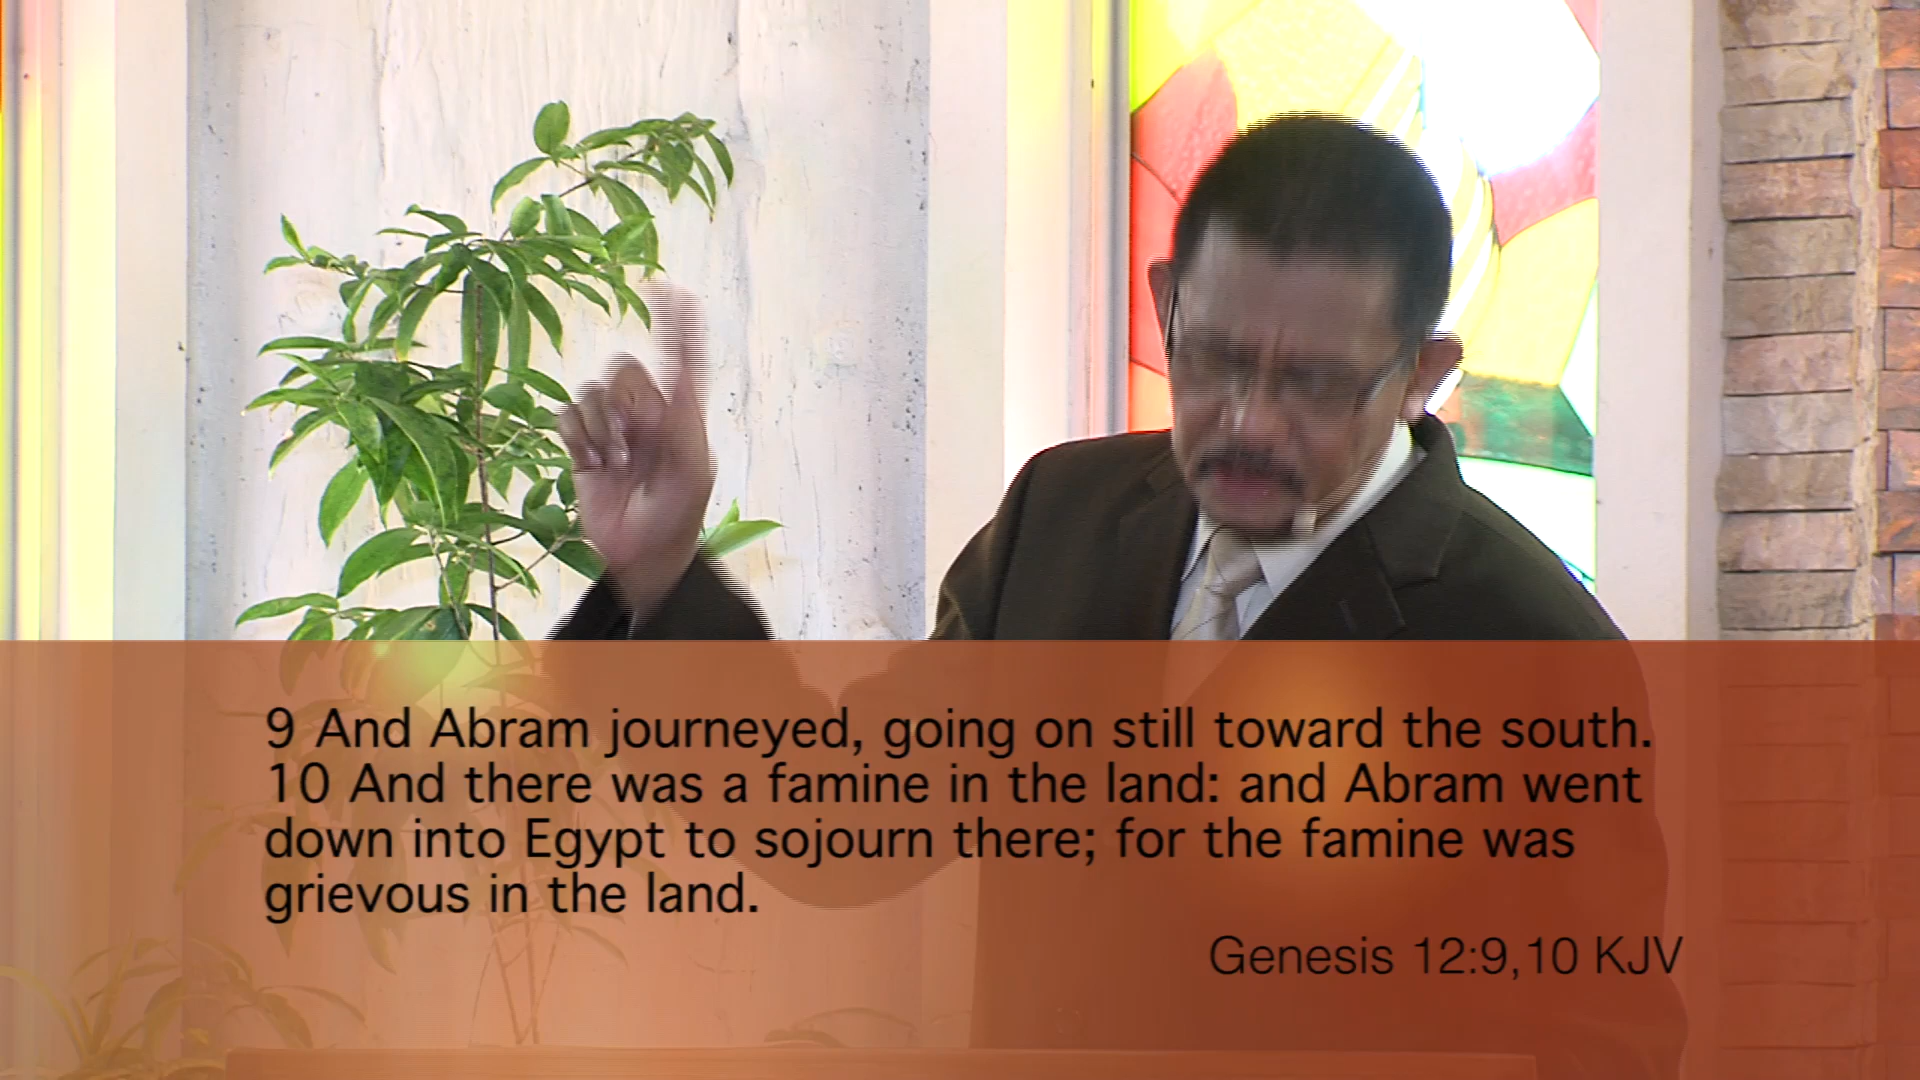 9 And Abram journeyed, going on still toward the south.
10 And there was a famine in the land: and Abram went
down into Egypt to sojourn there; for the famine was
grievous in the land.
Genesis 12:9,10 KJV